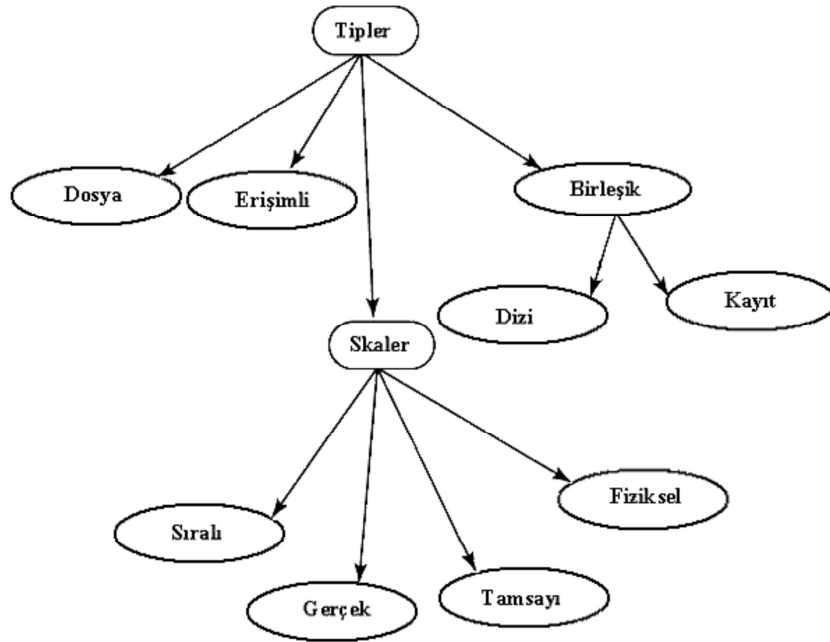 Tipler
Dosya
Erişimli
Birleşik
Dizi
Kayıt
Skaler
Sıralı
Gerçek
Tamsayı
Fiziksel